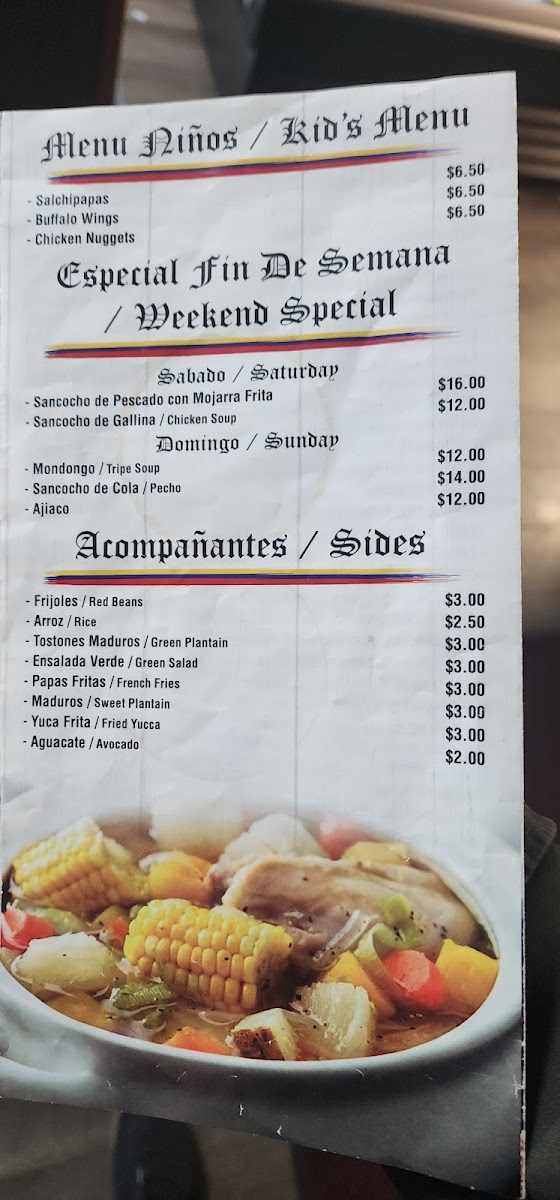 Menu Niños / Kid's Menu
- Salchipapas $6.50
- Buffalo Wings $6.50
- Chicken Nuggets $6.50
Especial Fin De Semana
/ Weekend Special
Sabado / Saturday
- Sancocho de Pescado con Mojarra Frita $16.00
- Sancocho de Gallina / Chicken Soup $12.00
Domingo / Sunday
- Mondongo / Tripe Soup $12.00
- Sancocho de Cola / Pecho $14.00
- Ajiaco $12.00
Acompañantes / Sides
- Frijoles / Red Beans $3.00
- Arroz / Rice $2.50
- Tostones Maduros / Green Plantain $3.00
- Ensalada Verde / Green Salad $3.00
- Papas Fritas / French Fries $3.00
- Maduros / Sweet Plantain $3.00
- Yuca Frita / Fried Yucca $3.00
- Aguacate / Avocado $2.00